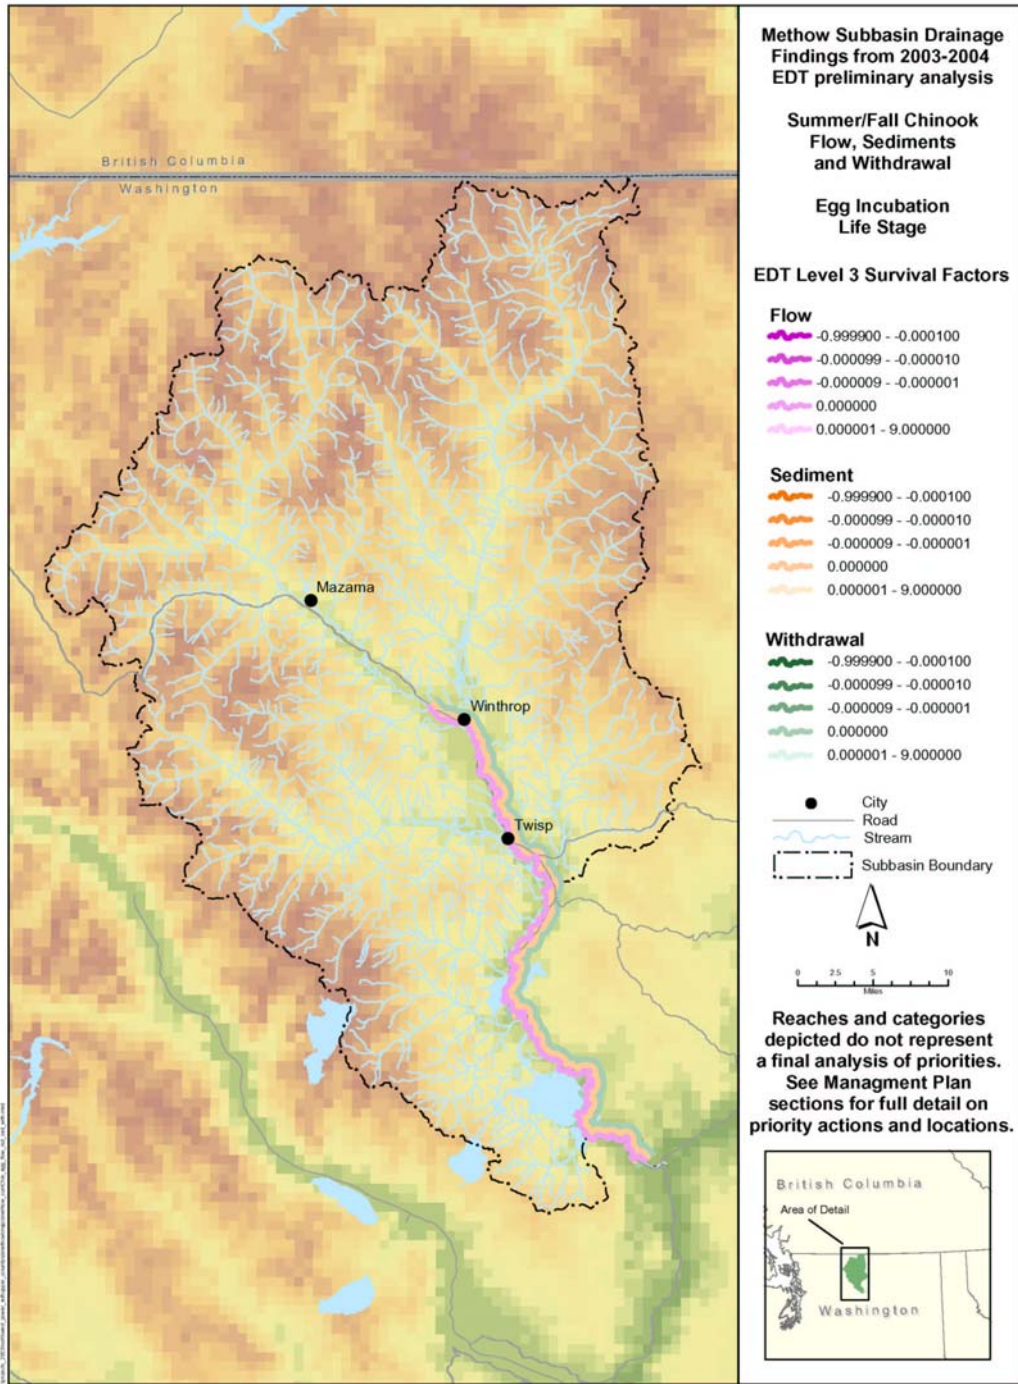 British Columbia
Washington
Mazama
Winthrop
Twisp
Methow Subbasin Drainage
Findings from 2003-2004
EDT preliminary analysis
Summer/Fall Chinook
Flow, Sediments
and Withdrawal
Egg Incubation
Life Stage
EDT Level 3 Survival Factors
Flow
-0.999900 - -0.000100
-0.000099 - -0.000010
-0.000009 - -0.000001
0.000000
0.000001 - 9.000000
Sediment
-0.999900 - -0.000100
-0.000099 - -0.000010
-0.000009 - -0.000001
0.000000
0.000001 - 9.000000
Withdrawal
-0.999900 - -0.000100
-0.000099 - -0.000010
-0.000009 - -0.000001
0.000000
0.000001 - 9.000000
City
Road
Stream
Subbasin Boundary
N
0 2.5 5 10
Miles
Reaches and categories
depicted do not represent
a final analysis of priorities.
See Managment Plan
sections for full detail on
priority actions and locations.
British Columbia
Area of Detail
Washington